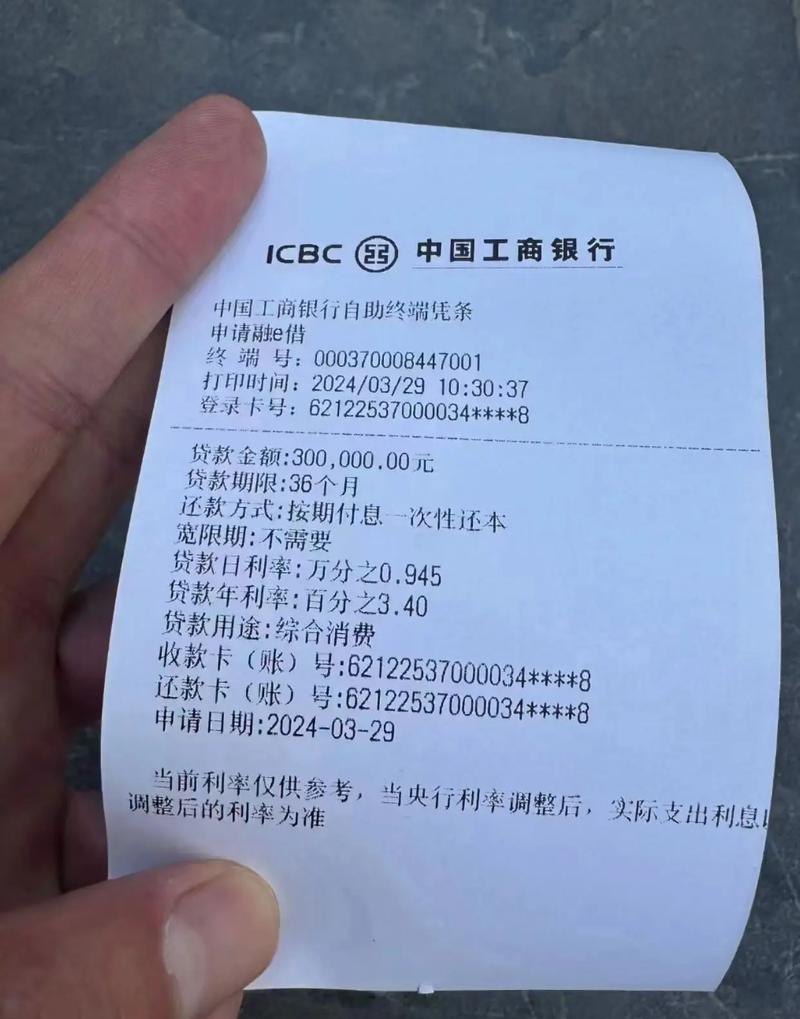 ICBC 中国工商银行
中国工商银行自助终端凭条
申请融e借
终 端 号：000370008447001
打印时间：2024/03/29 10:30:37
登录卡号：62122537000034****8
贷款金额:300,000.00元
贷款期限:36个月
还款方式:按期付息一次性还本
宽限期:不需要
贷款日利率:万分之0.945
贷款年利率:百分之3.40
贷款用途:综合消费
收款卡（账）号:62122537000034****8
还款卡（账）号:62122537000034****8
申请日期:2024-03-29
当前利率仅供参考，当央行利率调整后，实际支出利息以
调整后的利率为准